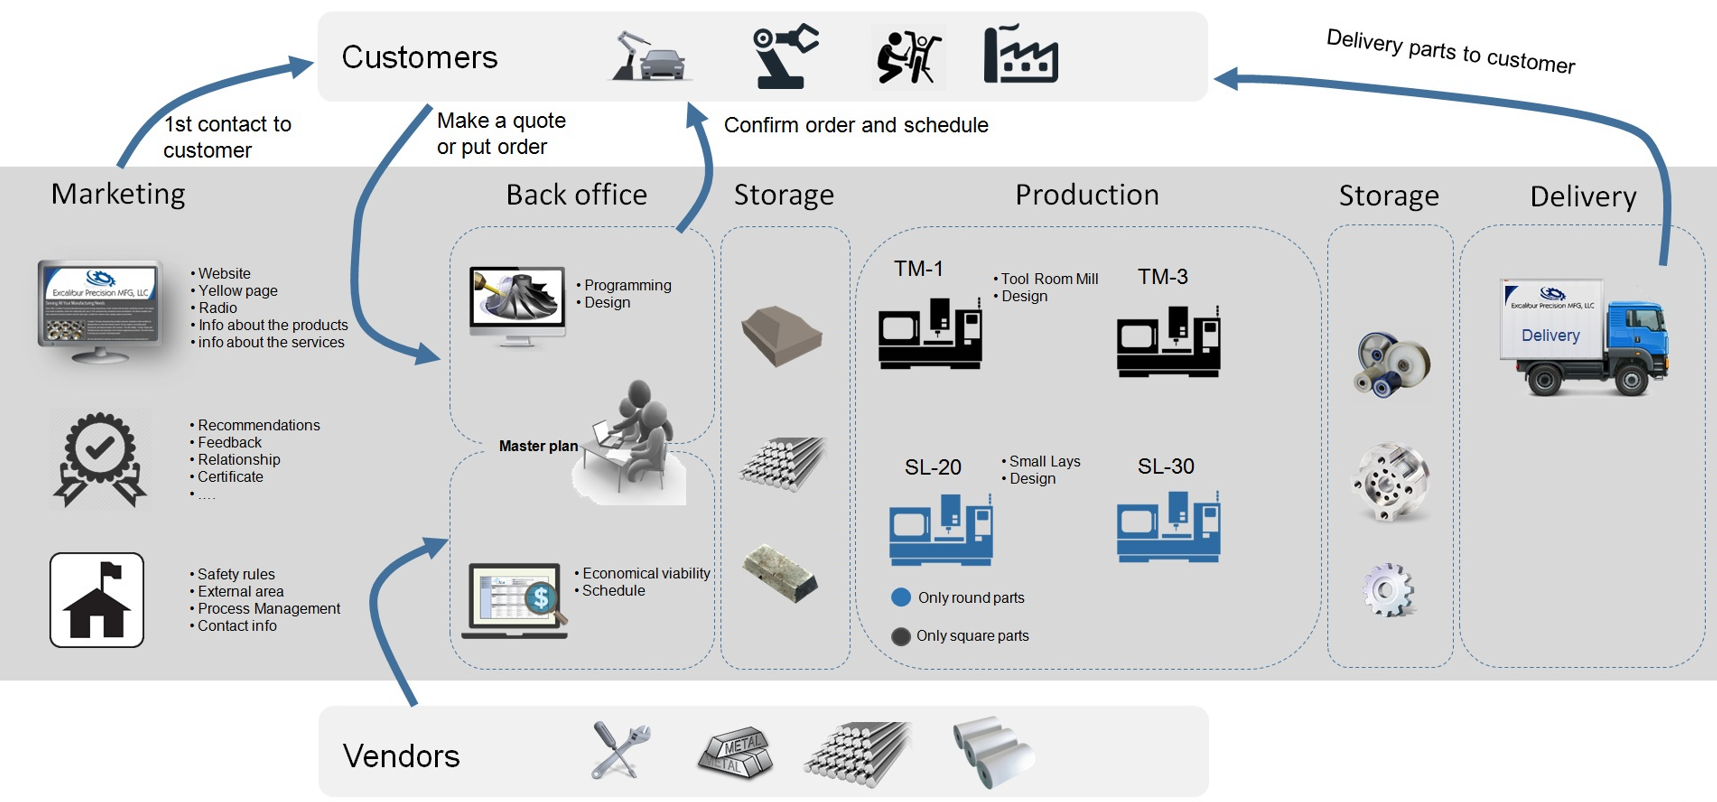 Customers
Delivery parts to customer
1st contact to
customer
Make a quote
or put order
Confirm order and schedule
Marketing
Back office
Storage
Production
Storage
Delivery
Excalibur Precision MFG, LLC
• Website
• Yellow page
• Radio
• Info about the products
• info about the services
• Recommendations
• Feedback
• Relationship
• Certificate
• ....
• Safety rules
• External area
• Process Management
• Contact info
• Programming
• Design
Master plan
• Economical viability
• Schedule
$
TM-1
• Tool Room Mill
• Design
TM-3
SL-20
• Small Lays
• Design
SL-30
Only round parts
Only square parts
Excalibur Precision MFG, LLC
Delivery
Vendors
METAL
METAL